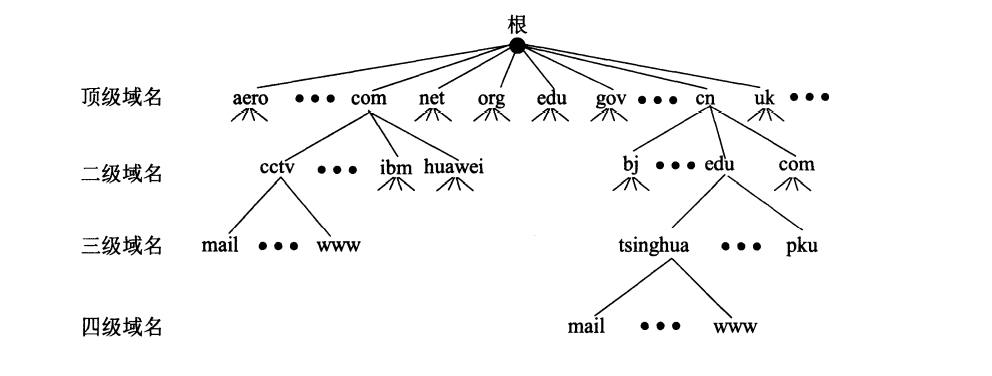 根
顶级域名 aero ••• com net org edu gov ••• cn uk •••
二级域名 cctv ••• ibm huawei bj ••• edu com
三级域名 mail ••• www tsinghua ••• pku
四级域名 mail ••• www